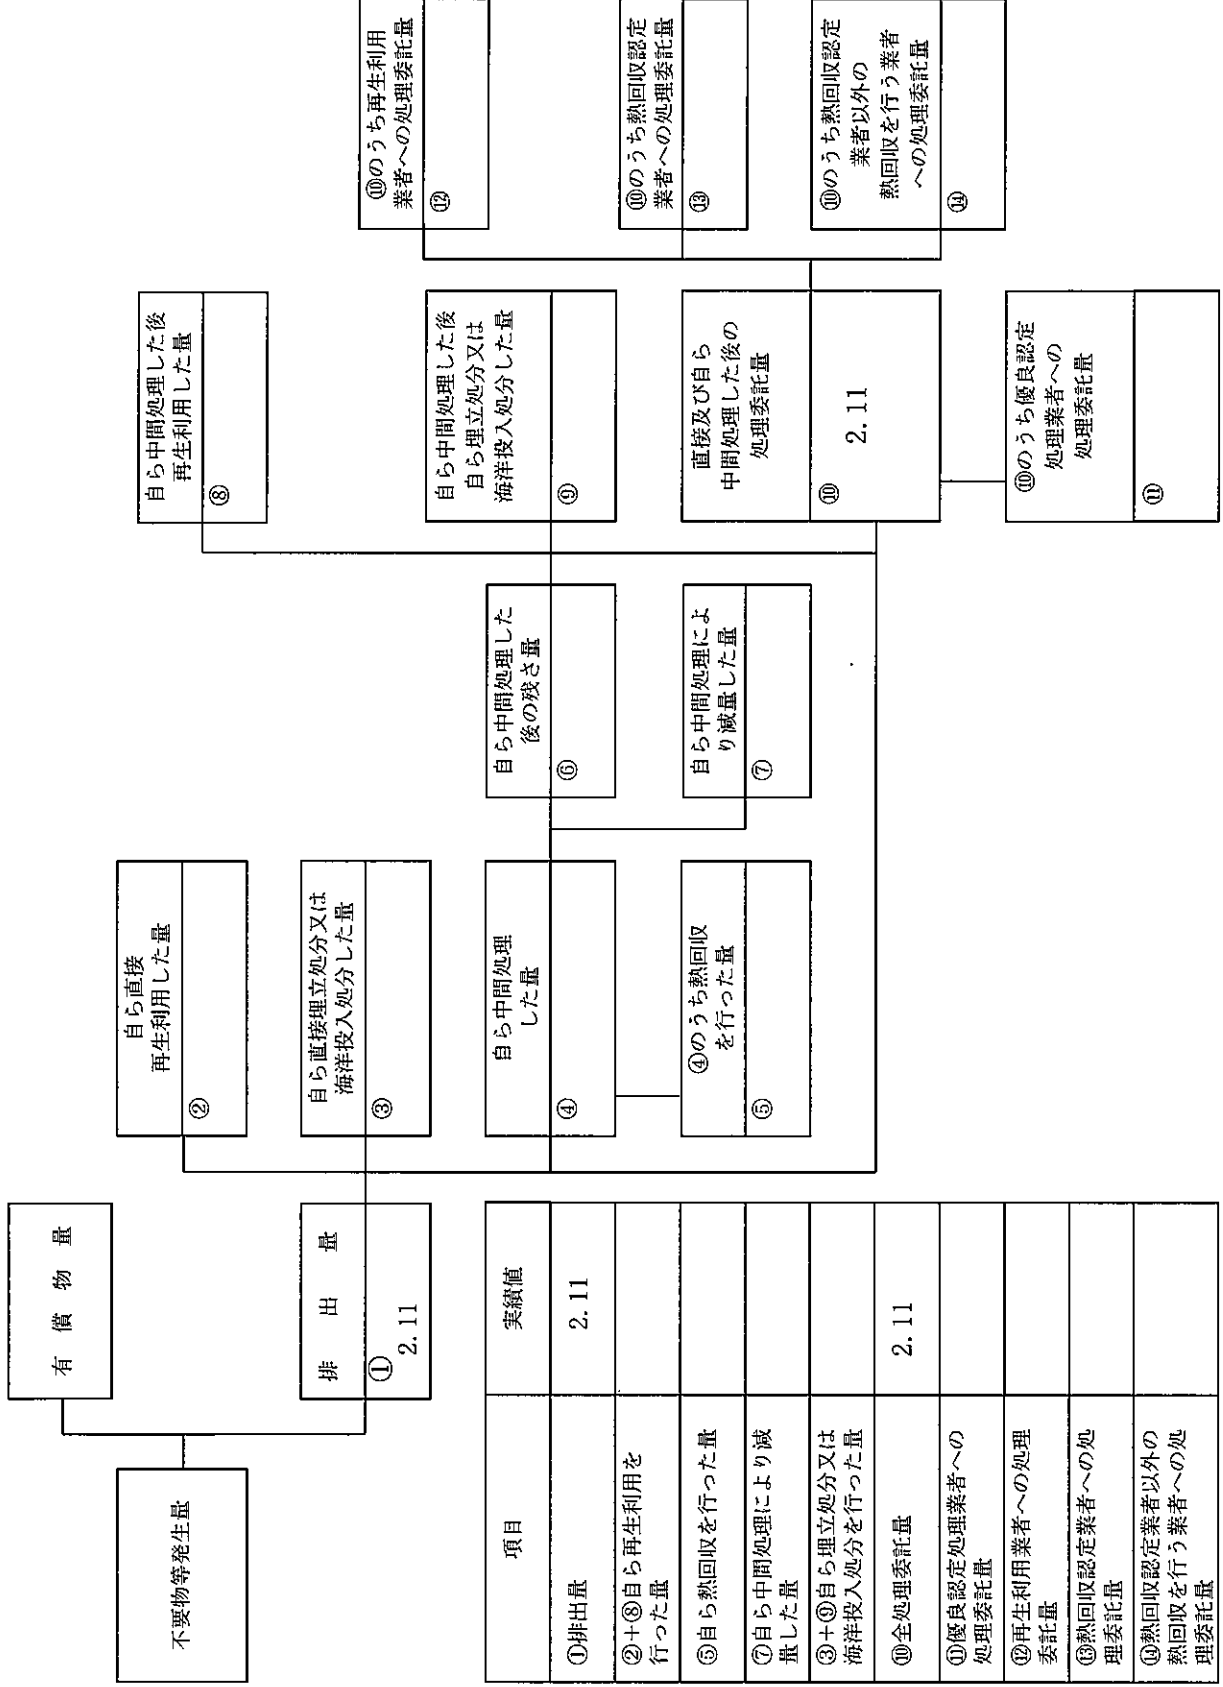 不要物等発生量
有償物量
排出量
①
2.11
自ら直接
再生利用した量
②
自ら直接埋立処分又は
海洋投入処分した量
③
自ら中間処理
した量
④
④のうち熱回収
を行った量
⑤
自ら中間処理した
後の残さ量
⑥
自ら中間処理によ
り減量した量
⑦
自ら中間処理した後
再生利用した量
⑧
自ら中間処理した後
自ら埋立処分又は
海洋投入処分した量
⑨
直接及び自ら
中間処理した後の
処理委託量
⑩
2.11
⑩のうち優良認定
処理業者への
処理委託量
⑪
⑩のうち再生利用
業者への処理委託量
⑫
⑩のうち熱回収認定
業者への処理委託量
⑬
⑩のうち熱回収認定
業者以外の
熱回収を行う業者
への処理委託量
⑭
項目 実績値
①排出量 2.11
②+⑧自ら再生利用を
行った量
⑤自ら熱回収を行った量
⑦自ら中間処理により減
量した量
③+⑨自ら埋立処分又は
海洋投入処分を行った量
⑩全処理委託量 2.11
⑪優良認定処理業者への
処理委託量
⑫再生利用業者への処理
委託量
⑬熱回収認定業者への処
理委託量
⑭熱回収認定業者以外の
熱回収を行う業者への処
理委託量